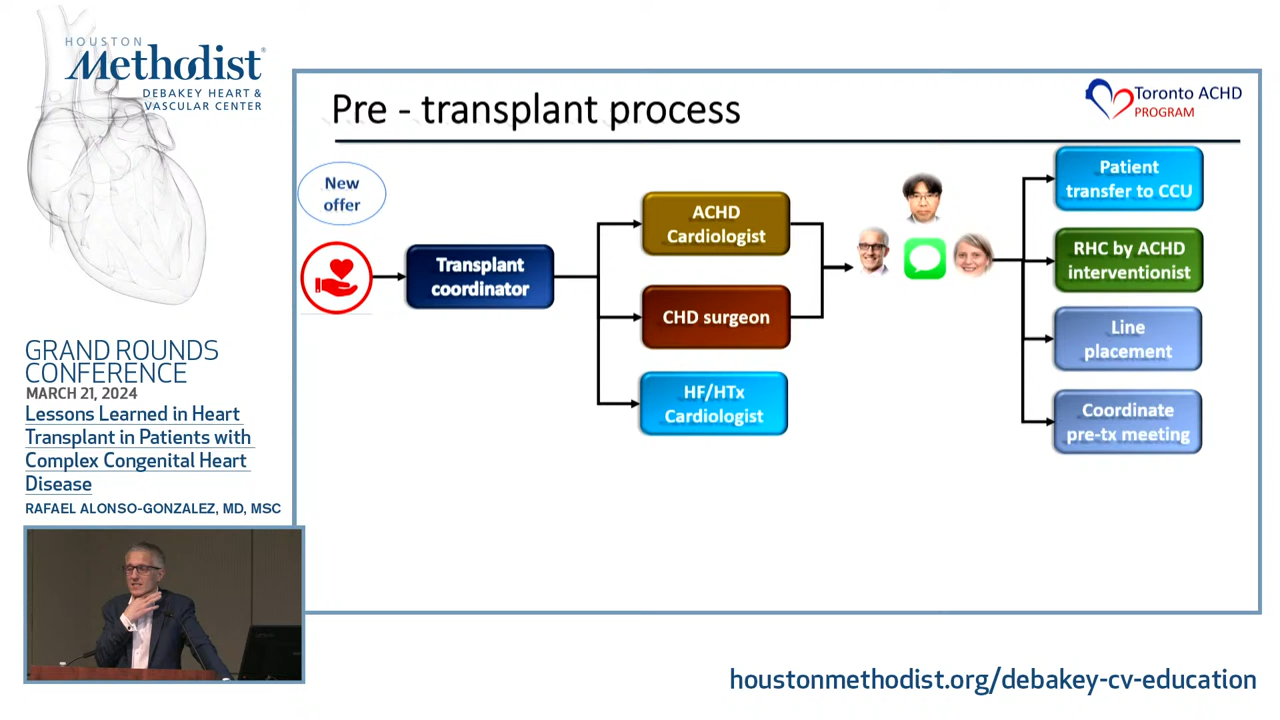 HOUSTON
Methodist
DEBAKEY HEART &
VASCULAR CENTER
GRAND ROUNDS
CONFERENCE
MARCH 21, 2024
Lessons Learned in Heart
Transplant in Patients with
Complex Congenital Heart
Disease
RAFAEL ALONSO-GONZALEZ, MD, MSC
Pre - transplant process
Toronto ACHD
PROGRAM
New
offer
Transplant
coordinator
ACHD
Cardiologist
CHD surgeon
HF/HTx
Cardiologist
Patient
transfer to CCU
RHC by ACHD
interventionist
Line
placement
Coordinate
pre-tx meeting
houstonmethodist.org/debakey-cv-education